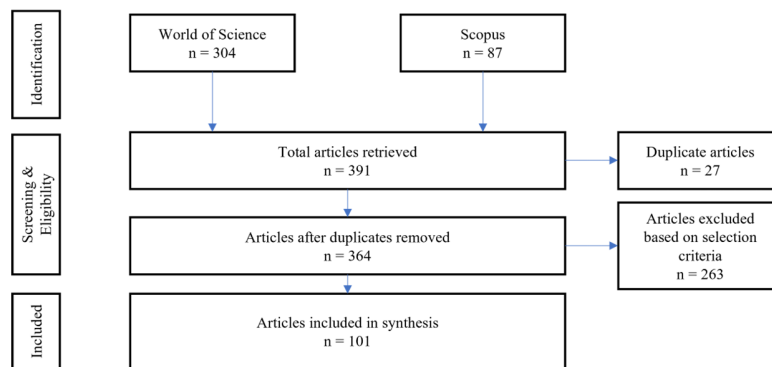 Identification
World of Science
n = 304
Scopus
n = 87
Screening &
Eligibility
Total articles retrieved
n = 391
Duplicate articles
n = 27
Articles after duplicates removed
n = 364
Articles excluded
based on selection
criteria
n = 263
Included
Articles included in synthesis
n = 101